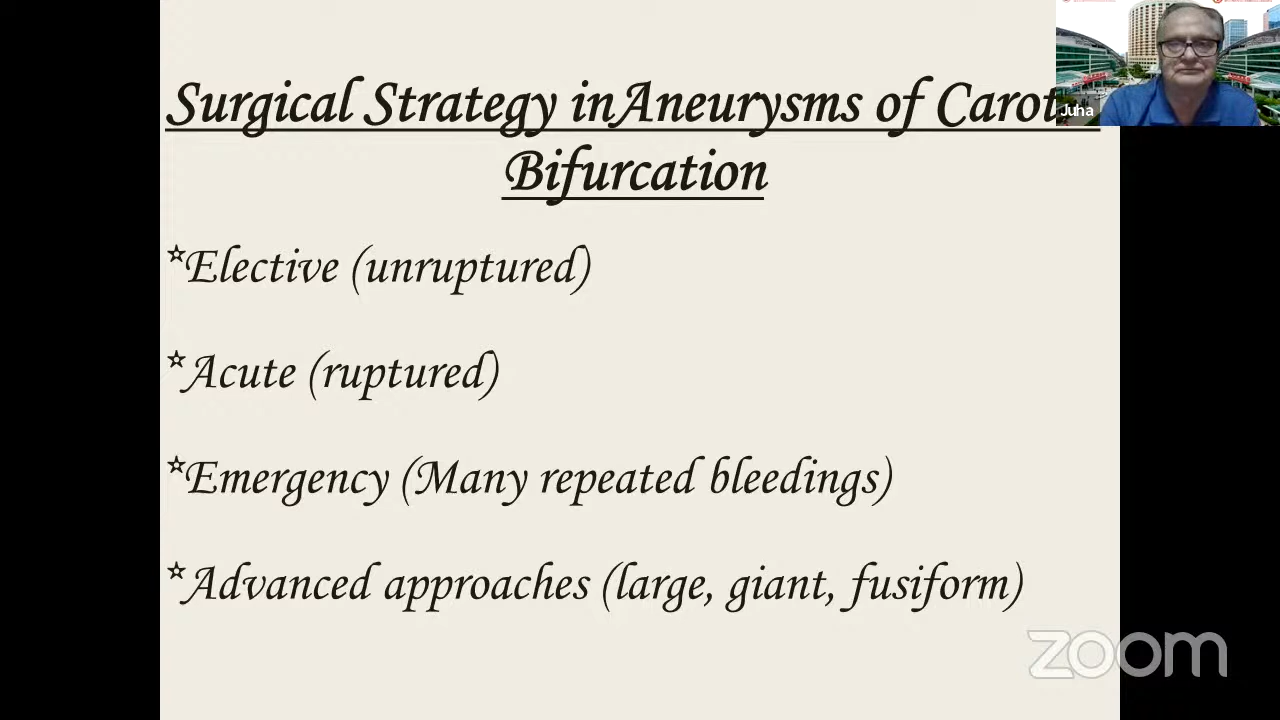 Surgical Strategy inAneurysms of Carot
Bifurcation
Juha
*Elective (unruptured)
*Acute (ruptured)
*Emergency (Many repeated bleedings)
*Advanced approaches (large, giant, fusiform)
zoom